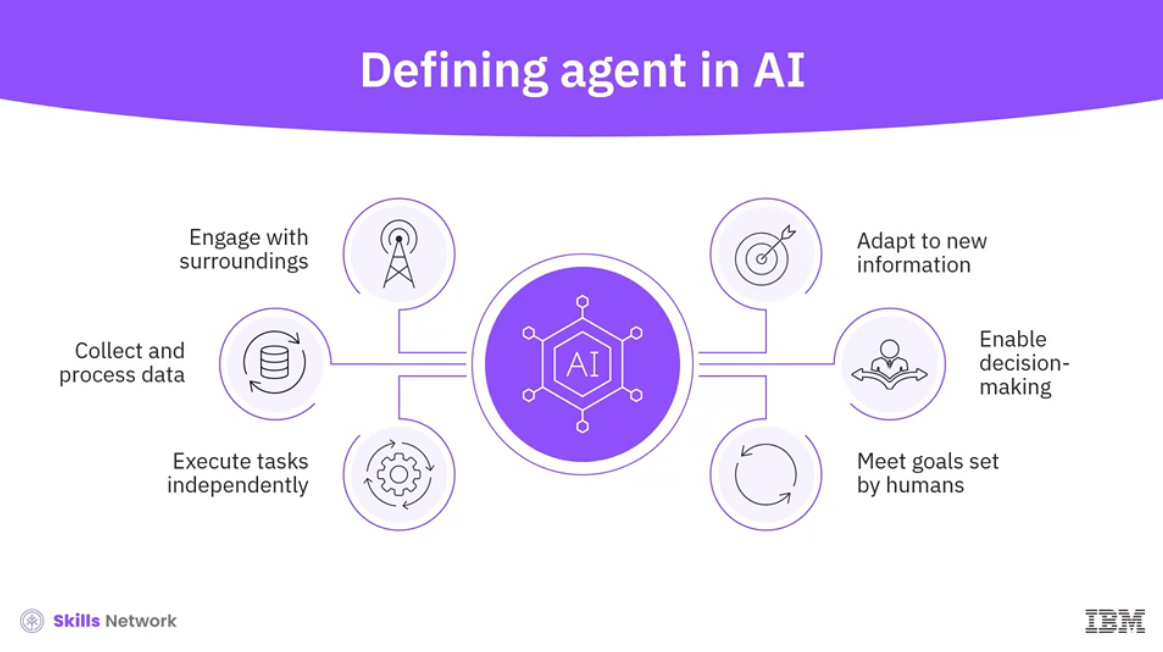 Defining agent in AI
Engage with
surroundings
Collect and
process data
Execute tasks
independently
AI
Adapt to new
information
Enable
decision-
making
Meet goals set
by humans
Skills Network
IBM